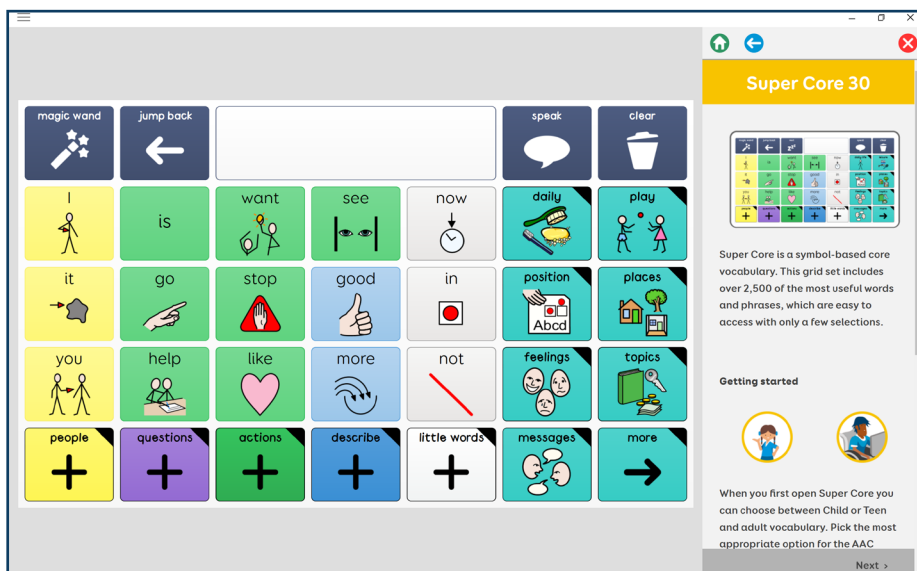 magic wand jump back speak clear
I is want see now daily play
it go stop good in position places
Abcd
you help like more not feelings topics
people questions actions describe little words messages more
Super Core 30
Super Core is a symbol-based core
vocabulary. This grid set includes
over 2,500 of the most useful words
and phrases, which are easy to
access with only a few selections.
Getting started
When you first open Super Core you
can choose between Child or Teen
and adult vocabulary. Pick the most
appropriate option for the AAC
Next >